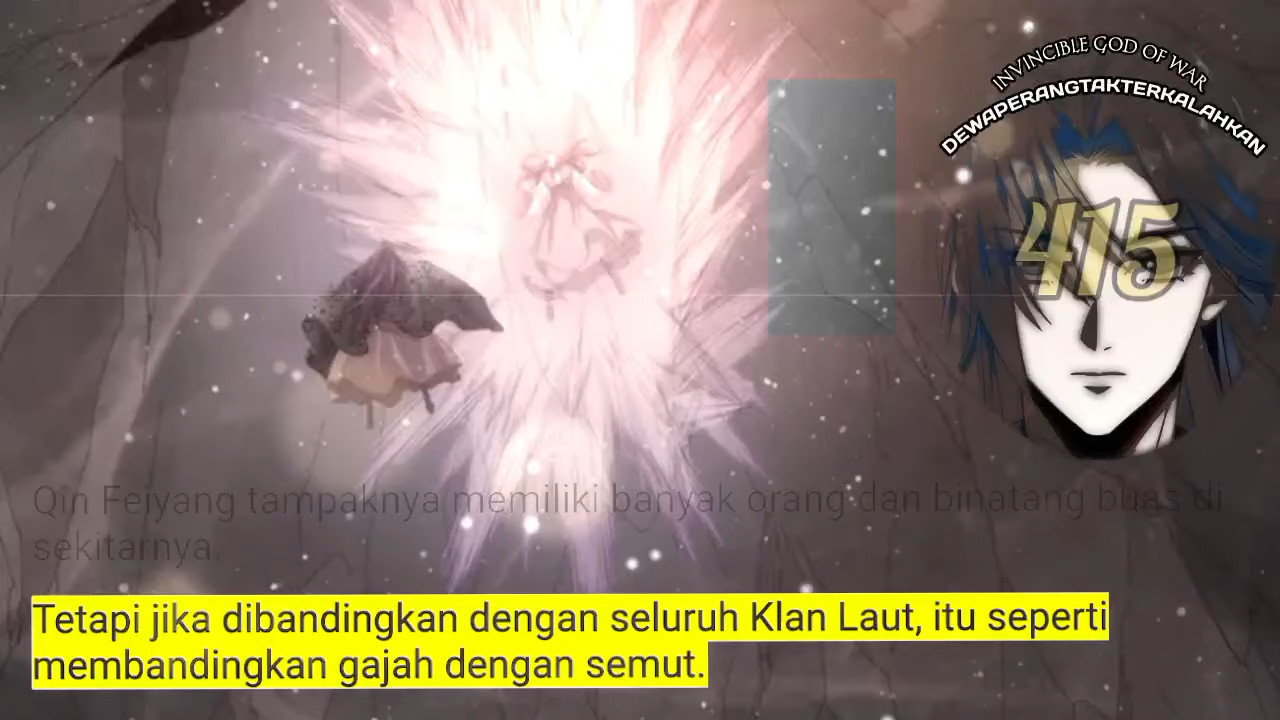 INVINCIBLE GOD OF WAR
DEWAPERANGTAKTERKALAHKAN
415
Qin Feiyang tampaknya memiliki banyak orang dan binatang buas di
sekitarnya.
Tetapi jika dibandingkan dengan seluruh Klan Laut, itu seperti
membandingkan gajah dengan semut.